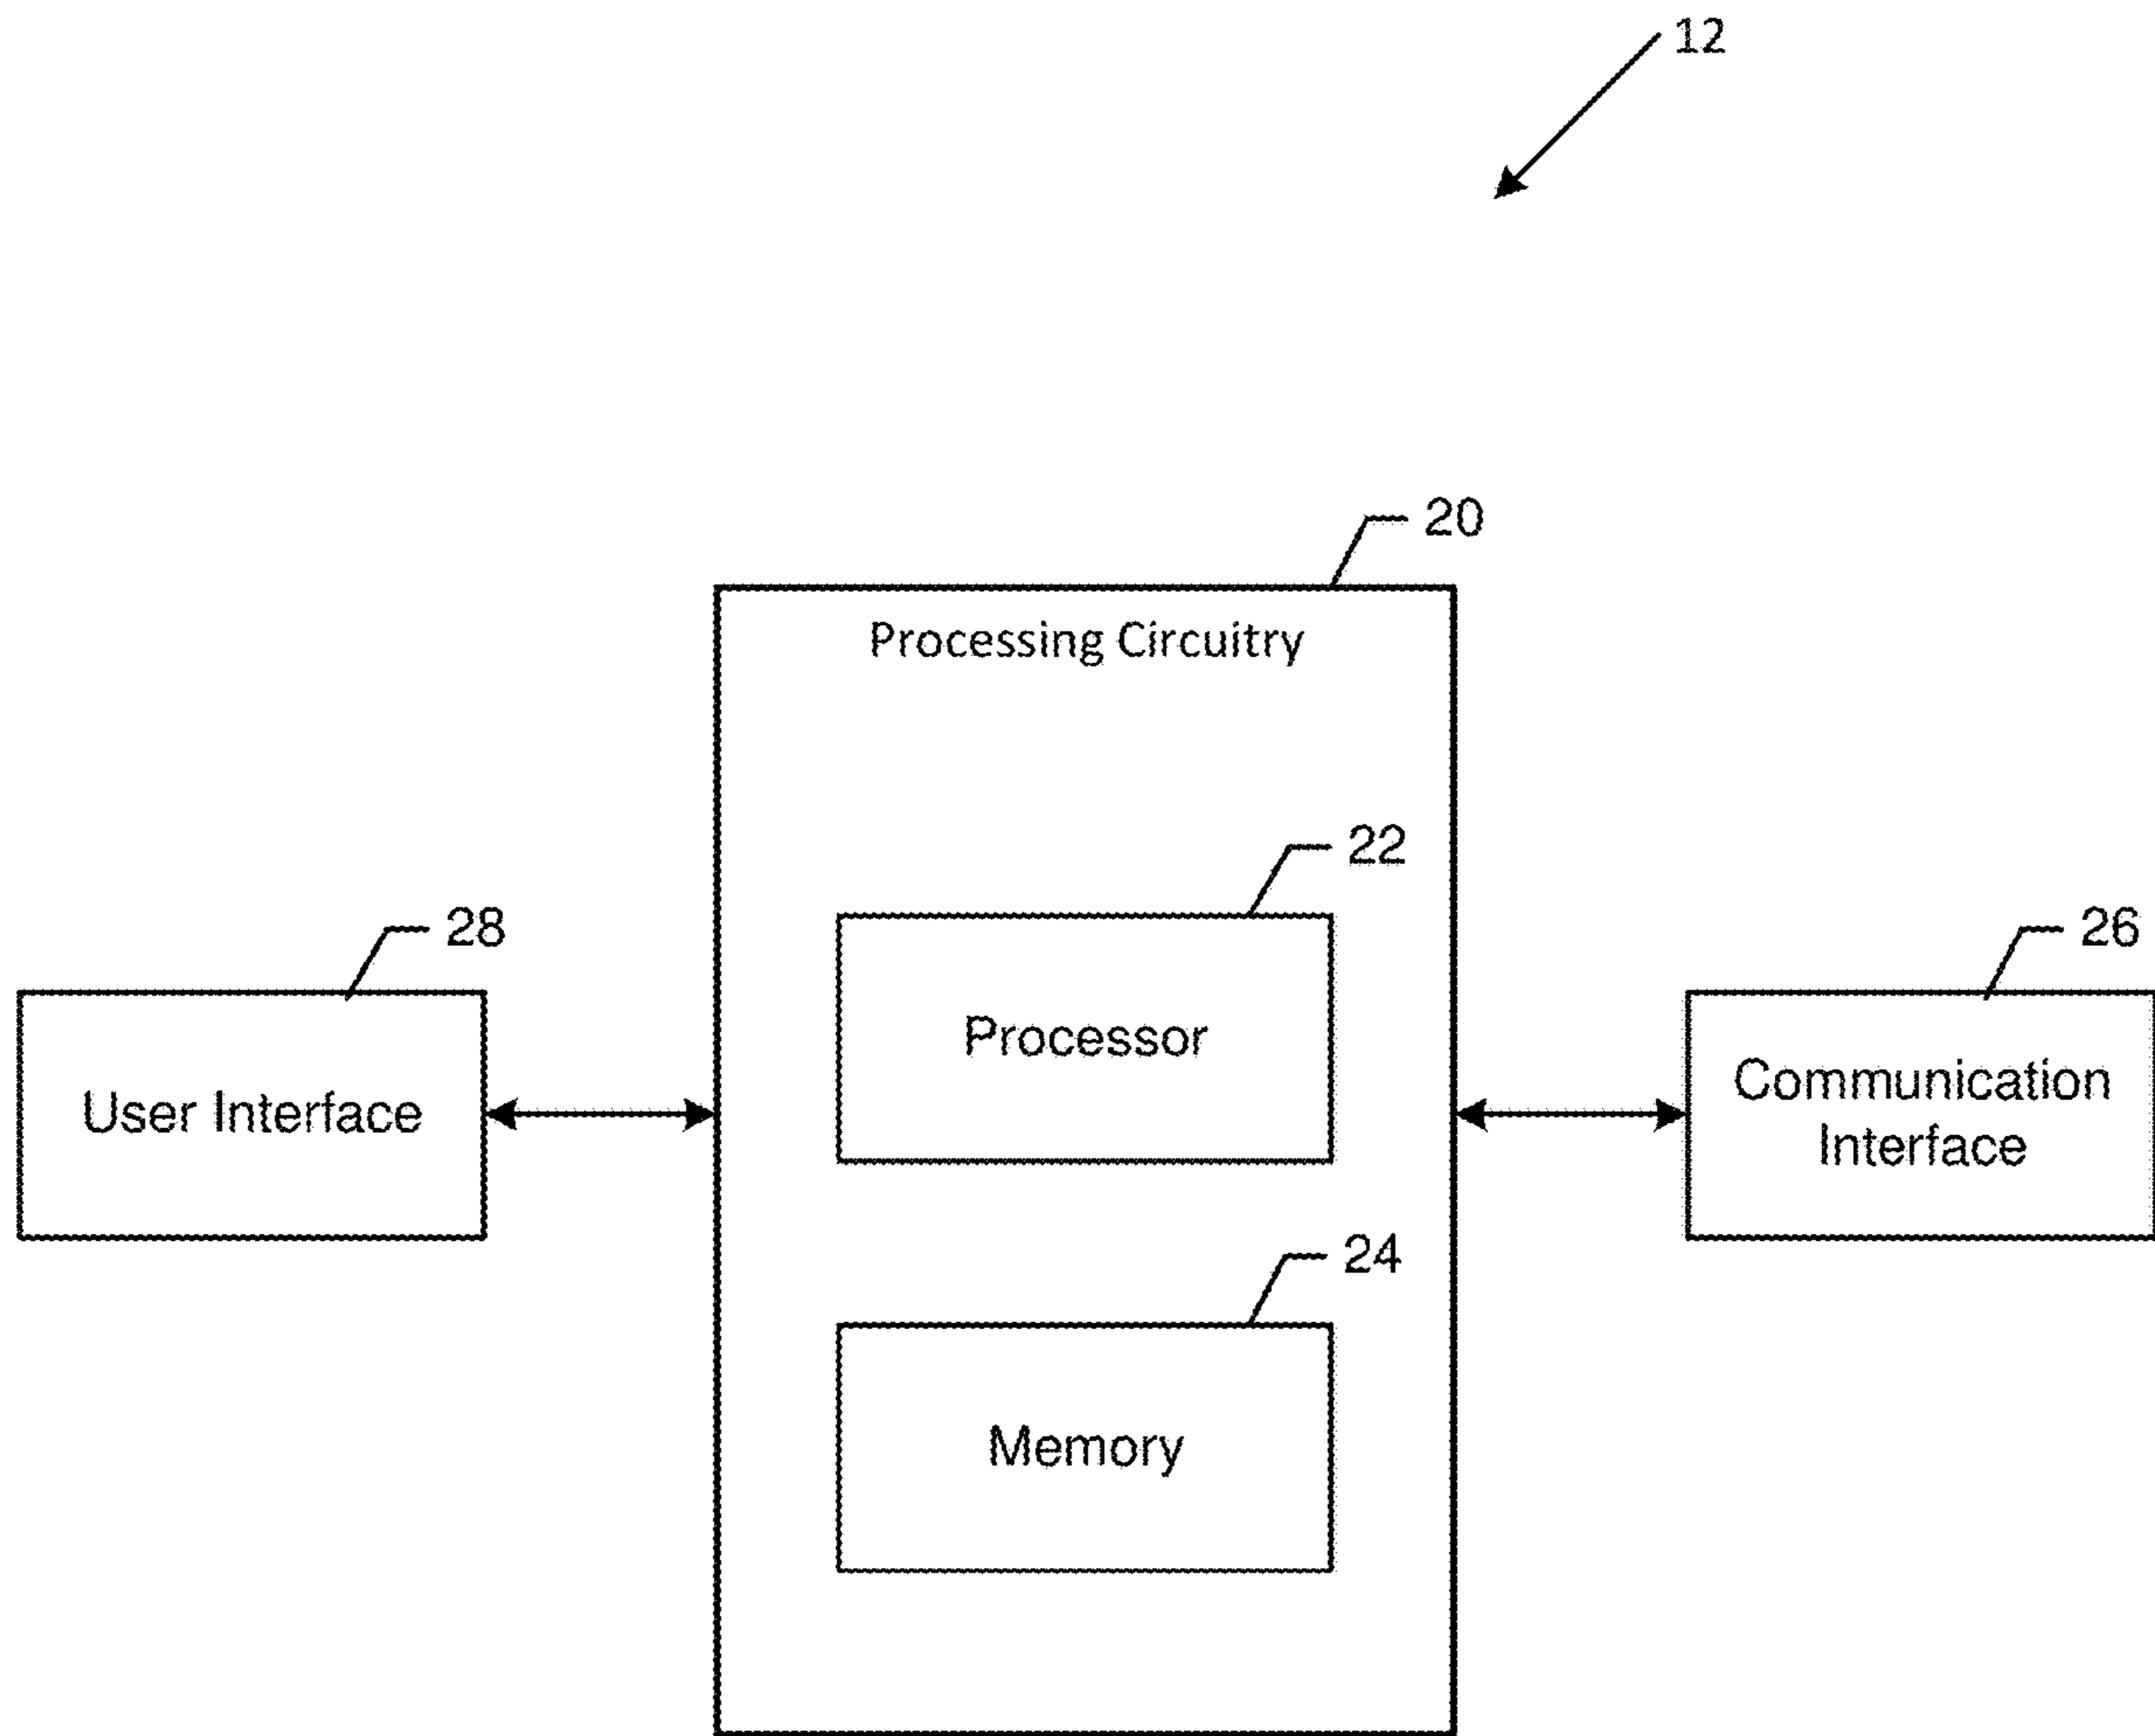 12
20
Processing Circuitry
22
28
26
Processor
User Interface
Communication
Interface
24
Memory